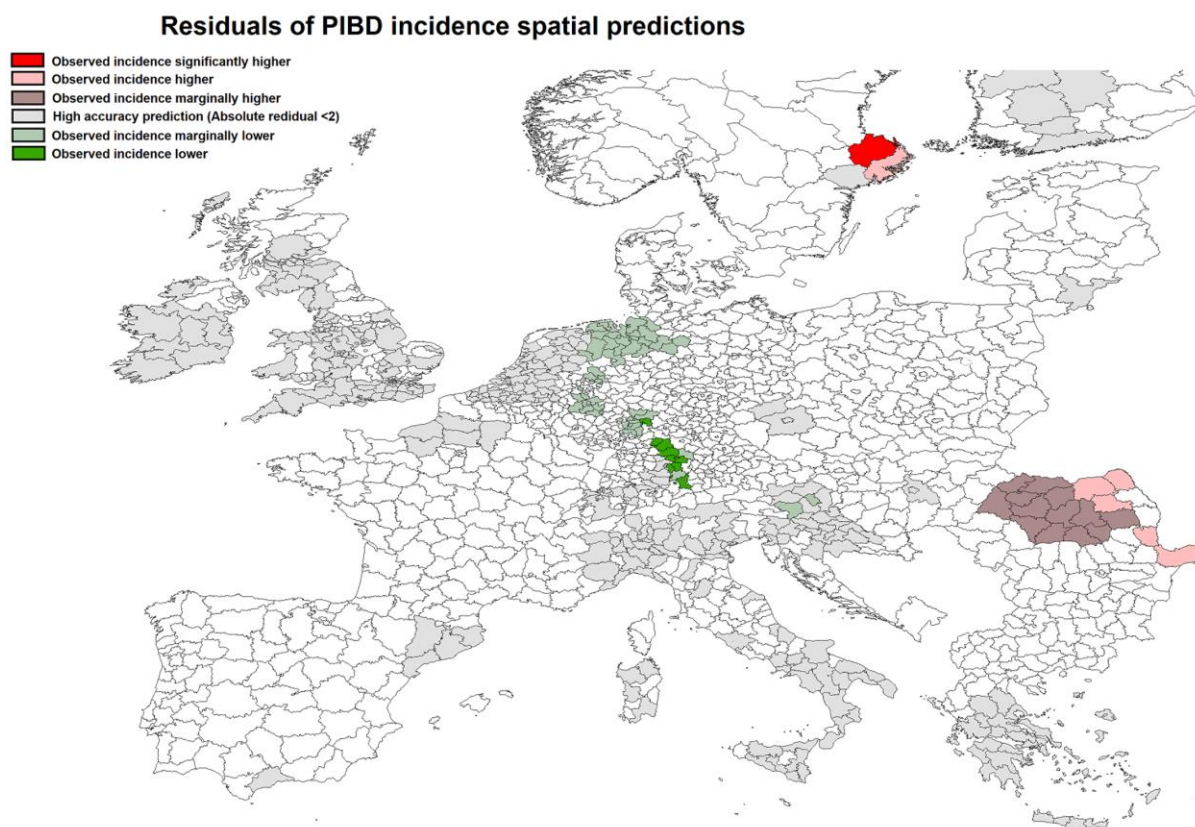 Residuals of PIBD incidence spatial predictions
Observed incidence significantly higher
Observed incidence higher
Observed incidence marginally higher
High accuracy prediction (Absolute redidual <2)
Observed incidence marginally lower
Observed incidence lower